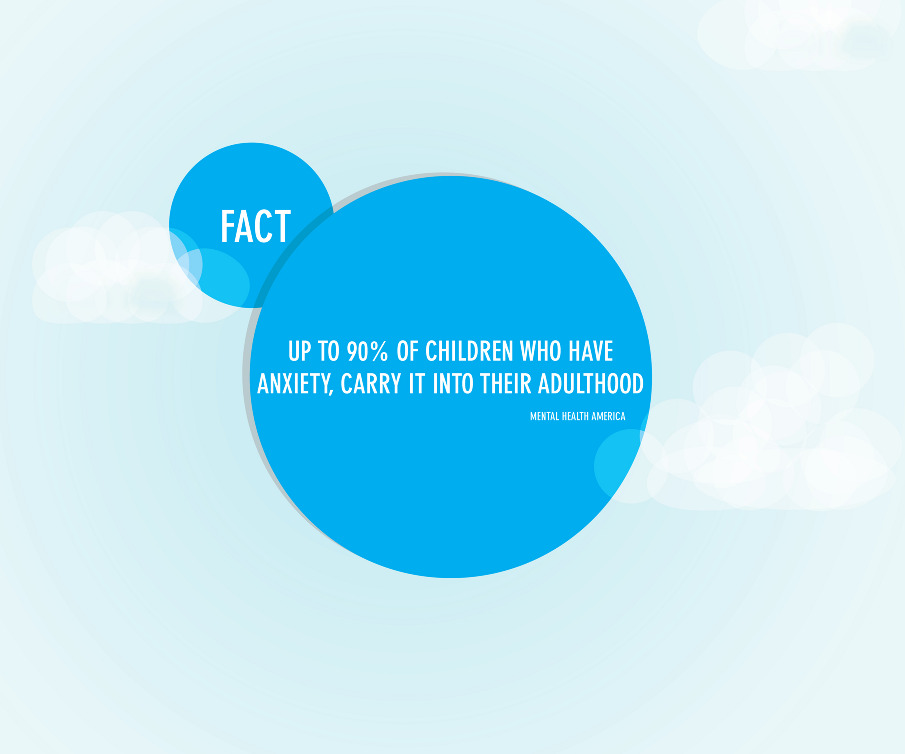 FACT
UP TO 90% OF CHILDREN WHO HAVE
ANXIETY, CARRY IT INTO THEIR ADULTHOOD
MENTAL HEALTH AMERICA